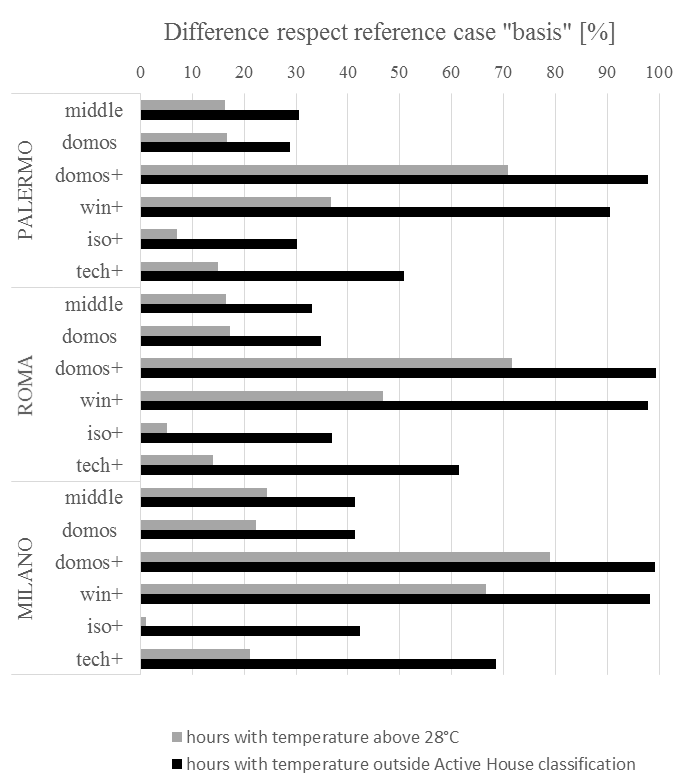 Difference respect reference case "basis" [%]
0 10 20 30 40 50 60 70 80 90 100
PALERMO
middle
domos
domos+
win+
iso+
tech+
ROMA
middle
domos
domos+
win+
iso+
tech+
MILANO
middle
domos
domos+
win+
iso+
tech+
hours with temperature above 28°C
hours with temperature outside Active House classification